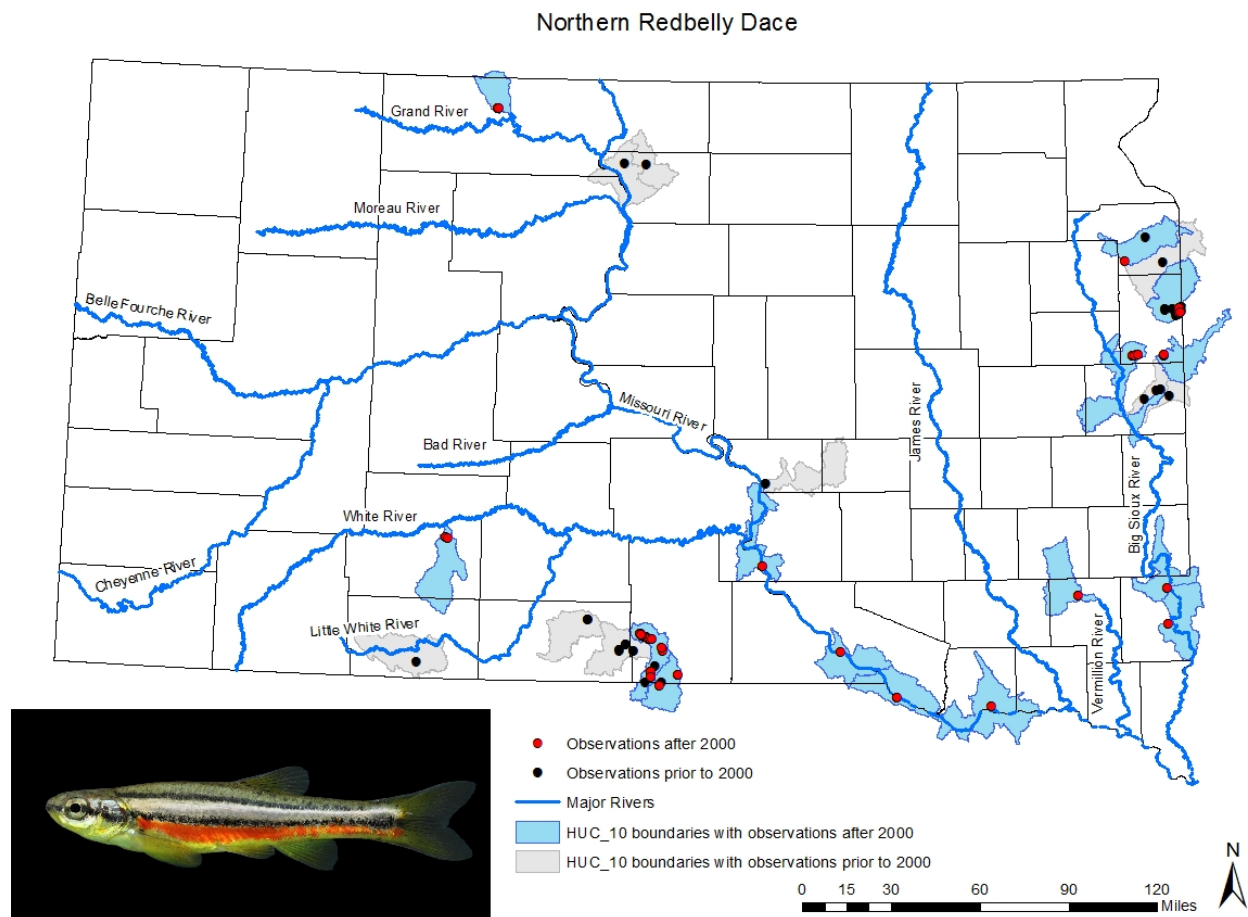 Northern Redbelly Dace
Grand River
Moreau River
Belle Fourche River
Missouri River
Bad River
James River
White River
Big Sioux River
Cheyenne River
Little White River
Vermillion River
Observations after 2000
Observations prior to 2000
Major Rivers
HUC_10 boundaries with observations after 2000
HUC_10 boundaries with observations prior to 2000
N
0 15 30 60 90 120
Miles